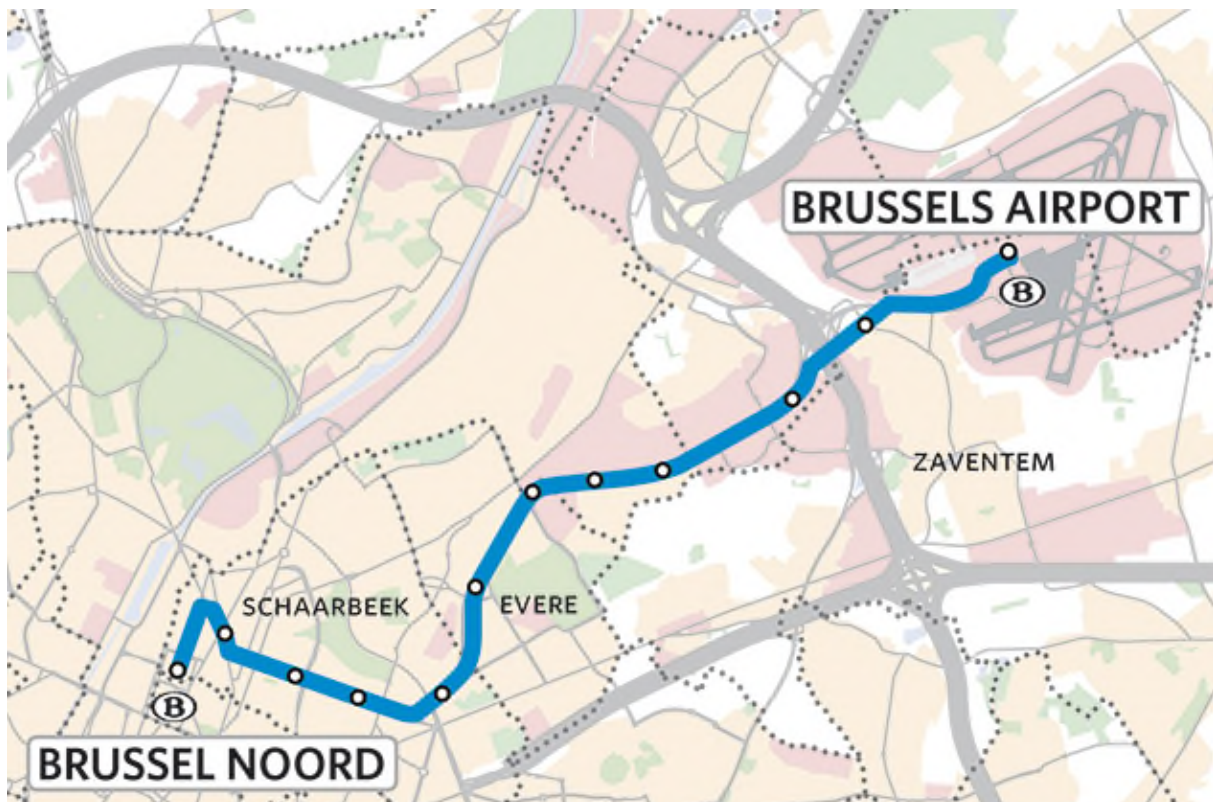 BRUSSELS AIRPORT
B
ZAVENTEM
SCHAARBEEK
EVERE
B
BRUSSEL NOORD